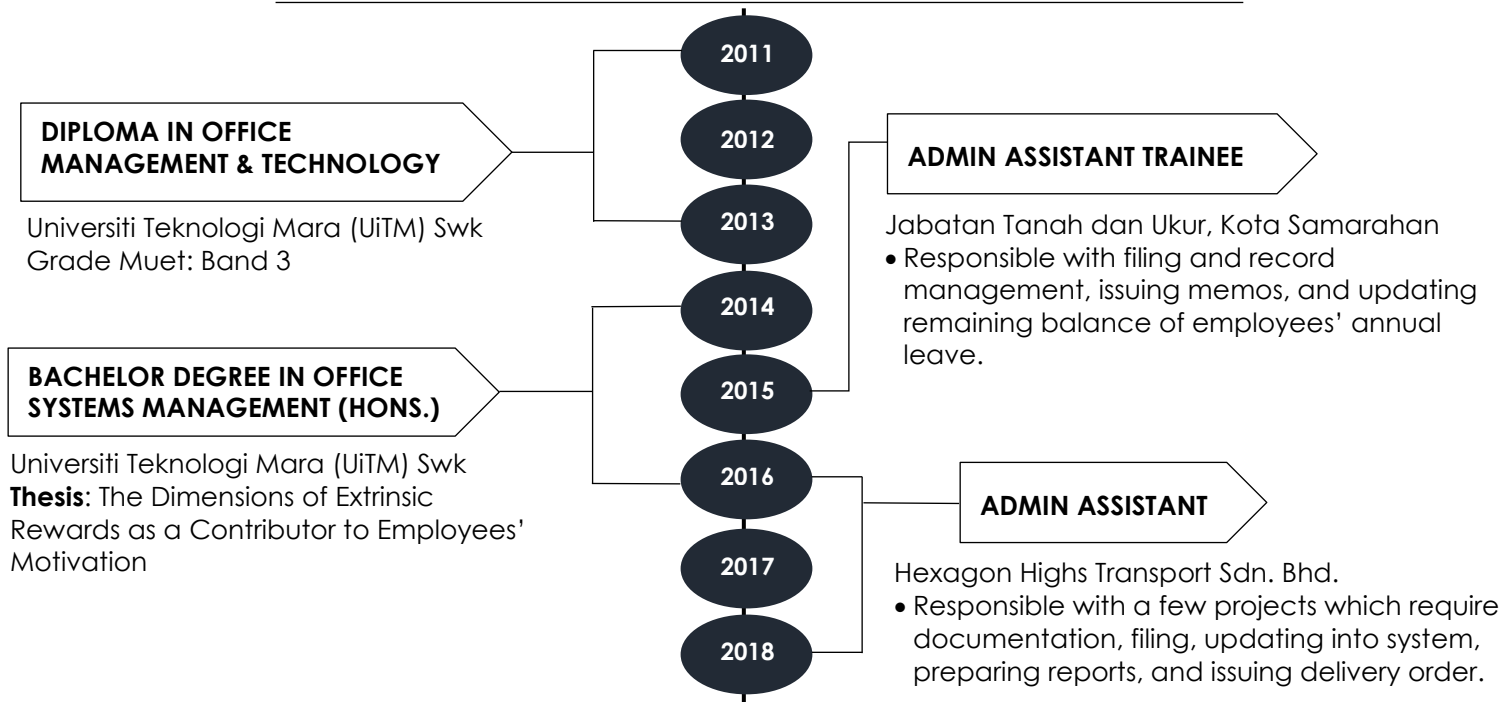 2011
2012
2013
2014
2015
2016
2017
2018
DIPLOMA IN OFFICE
MANAGEMENT & TECHNOLOGY
Universiti Teknologi Mara (UiTM) Swk
Grade Muet: Band 3
BACHELOR DEGREE IN OFFICE
SYSTEMS MANAGEMENT (HONS.)
Universiti Teknologi Mara (UiTM) Swk
Thesis: The Dimensions of Extrinsic
Rewards as a Contributor to Employees’
Motivation
ADMIN ASSISTANT TRAINEE
Jabatan Tanah dan Ukur, Kota Samarahan
• Responsible with filing and record
management, issuing memos, and updating
remaining balance of employees’ annual
leave.
ADMIN ASSISTANT
Hexagon Highs Transport Sdn. Bhd.
• Responsible with a few projects which require
documentation, filing, updating into system,
preparing reports, and issuing delivery order.